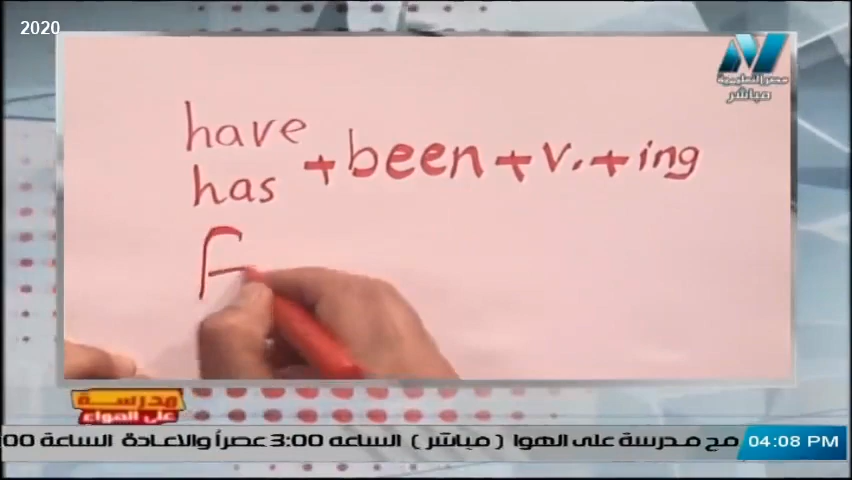 2020
مصر التعليمية
مباشر
have
has
+ been + v. + ing
F
مدرسة
على الهواء
مج مدرسة على الهوا ( مباشر ) الساعه 3:00 عصراً والاعادة الساعة 00
04:08 PM